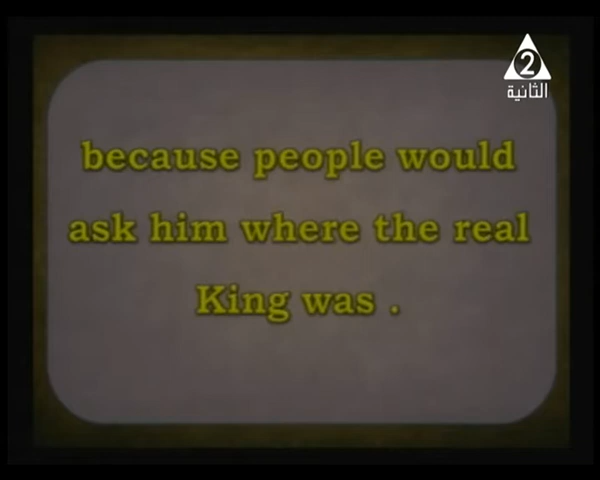 2
الثانية
because people would
ask him where the real
King was .